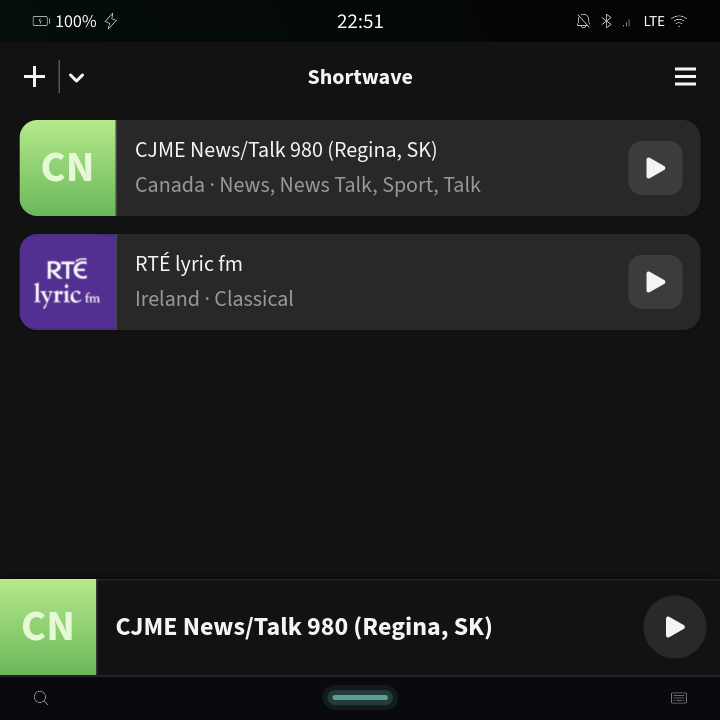 100%
22:51
LTE
Shortwave
CN
CJME News/Talk 980 (Regina, SK)
Canada · News, News Talk, Sport, Talk
RTÉ
lyric fm
RTÉ lyric fm
Ireland · Classical
CN
CJME News/Talk 980 (Regina, SK)